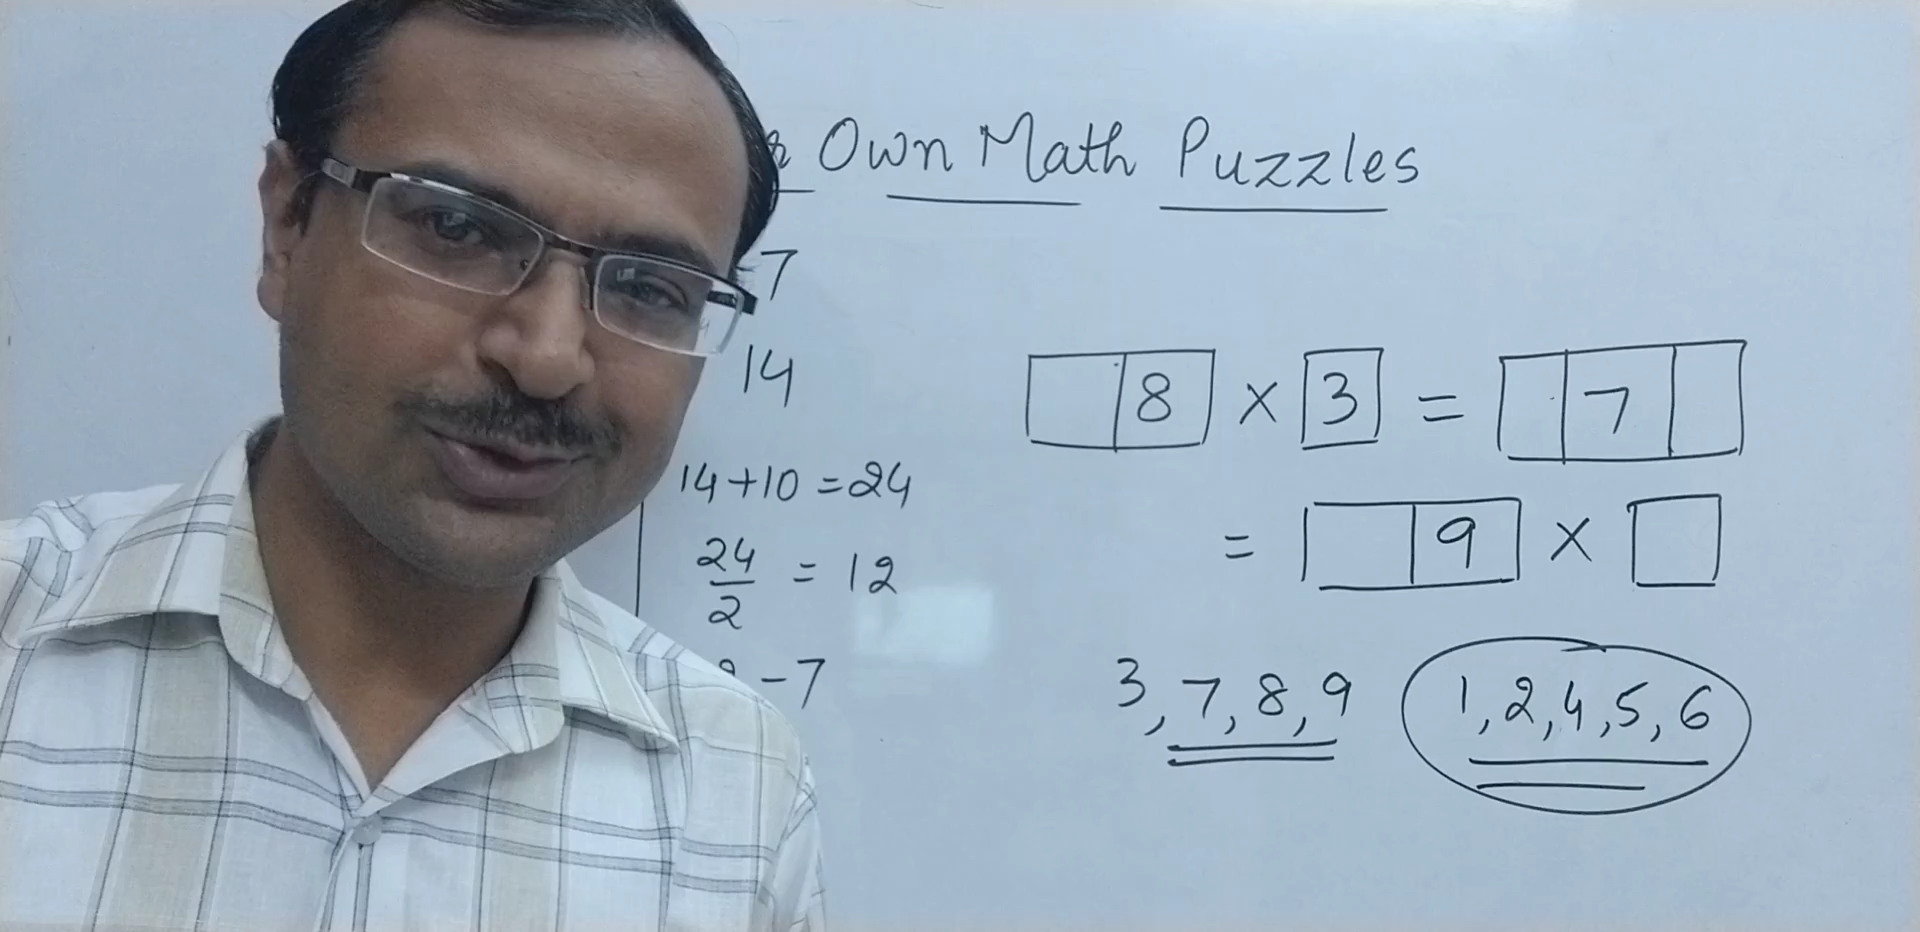 Own Math Puzzles
7
14
14+10 = 24
24/2 = 12
-7
8 × 3 = 7
= 9 ×
3, 7, 8, 9
1, 2, 4, 5, 6